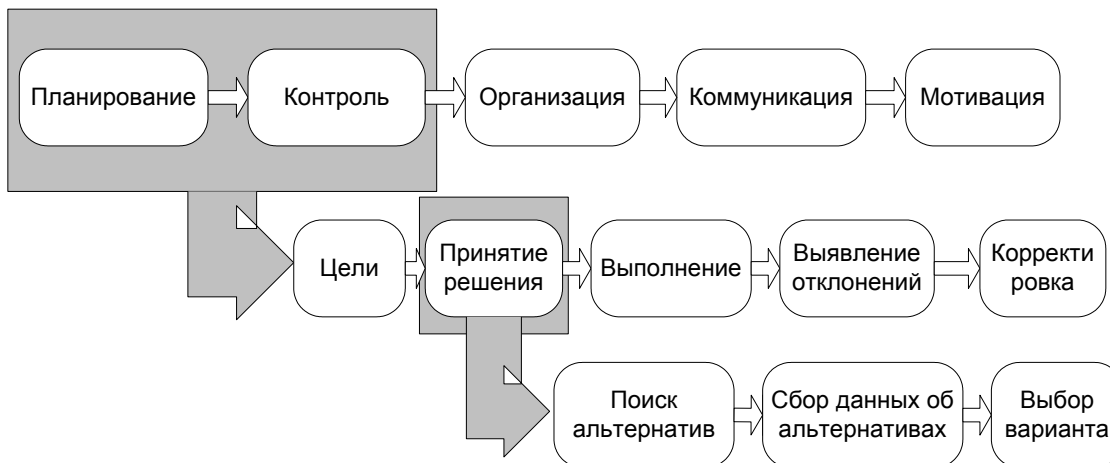 Планирование
Контроль
Организация
Коммуникация
Мотивация
Цели
Принятие
решения
Выполнение
Выявление
отклонений
Корректи
ровка
Поиск
альтернатив
Сбор данных об
альтернативах
Выбор
варианта